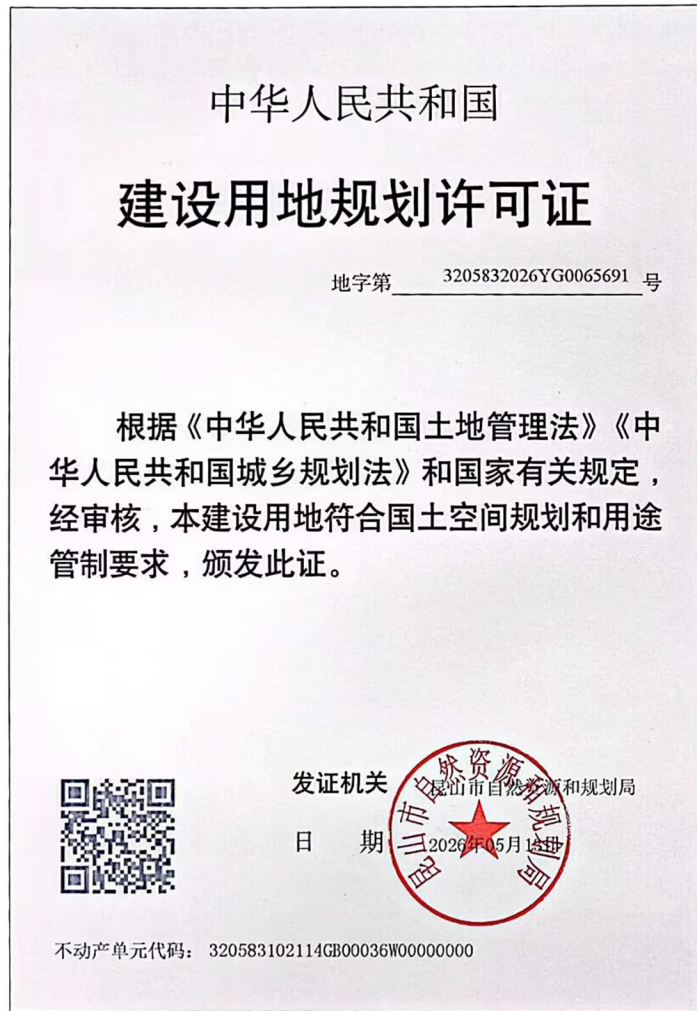 中华人民共和国
建设用地规划许可证
地字第 3205832026YG0065691 号
根据《中华人民共和国土地管理法》《中
华人民共和国城乡规划法》和国家有关规定，
经审核，本建设用地符合国土空间规划和用途
管制要求，颁发此证。
发证机关 昆山市自然资源和规划局
日 期 2026年05月1
昆山市自然资源和规划局
不动产单元代码： 320583102114GB00036W00000000